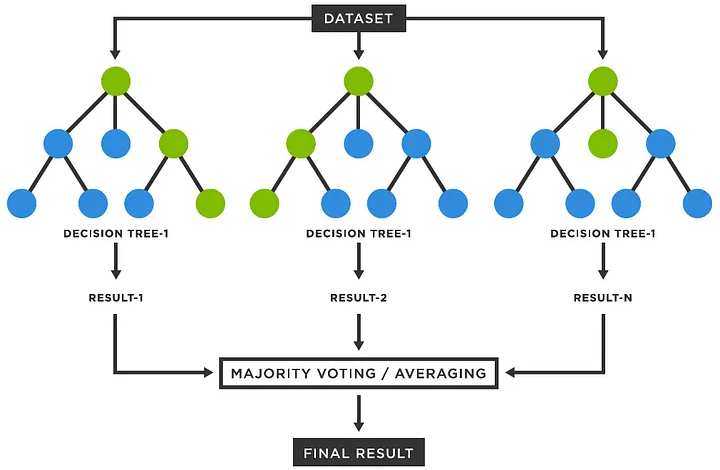 DATASET
DECISION TREE-1
DECISION TREE-1
DECISION TREE-1
RESULT-1
RESULT-2
RESULT-N
MAJORITY VOTING / AVERAGING
FINAL RESULT